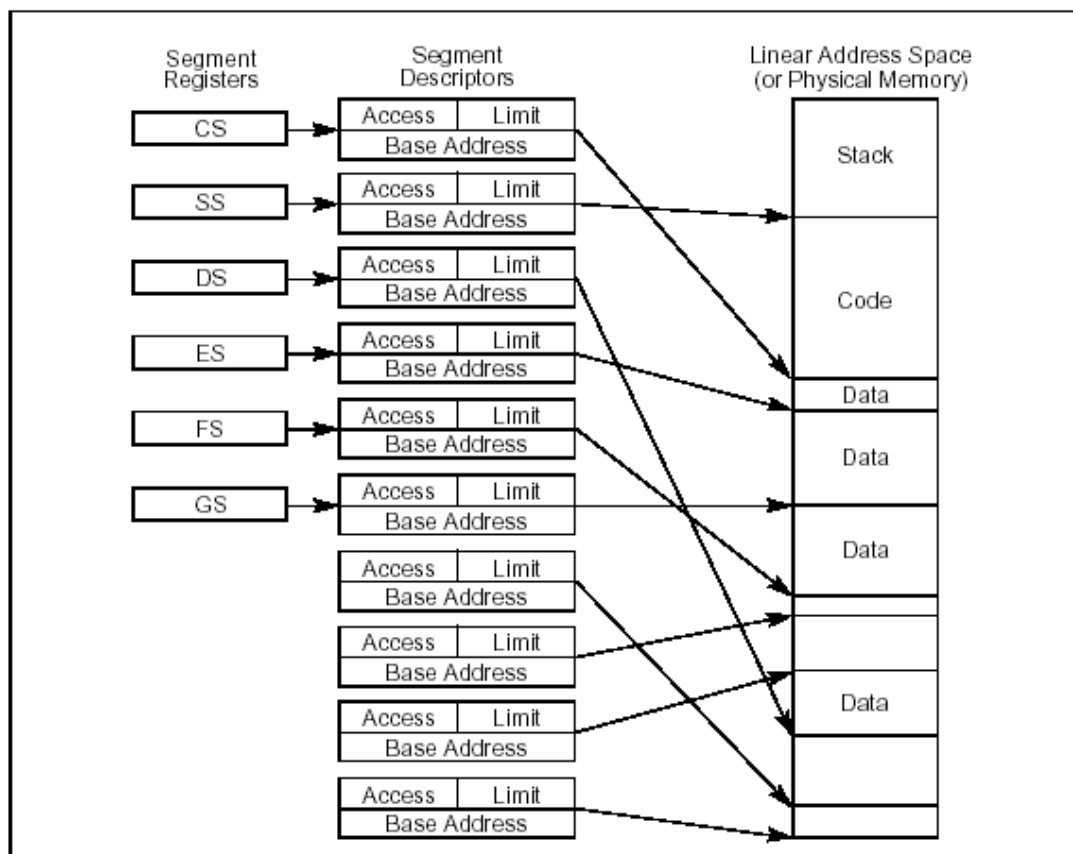 Segment
Registers
Segment
Descriptors
Linear Address Space
(or Physical Memory)
CS
Access Limit
Base Address
Stack
SS
Access Limit
Base Address
DS
Access Limit
Base Address
Code
ES
Access Limit
Base Address
Data
FS
Access Limit
Base Address
Data
GS
Access Limit
Base Address
Data
Access Limit
Base Address
Access Limit
Base Address
Access Limit
Base Address
Data
Access Limit
Base Address